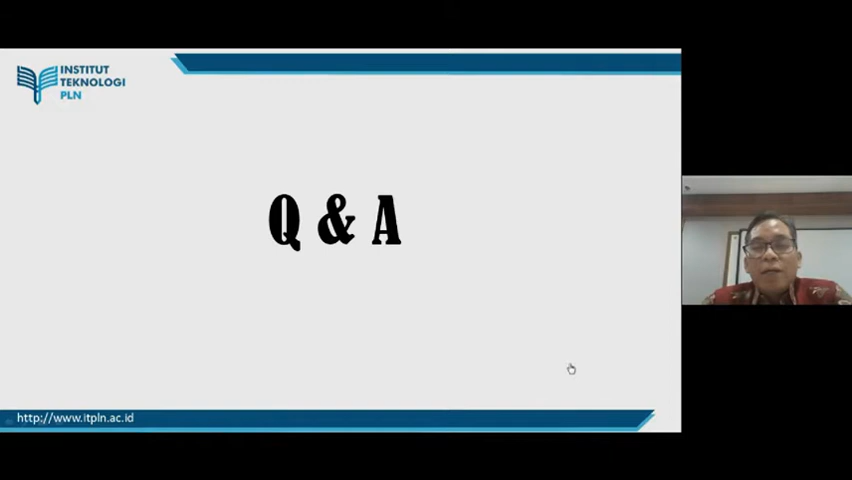 INSTITUT
TEKNOLOGI
PLN
Q & A
http://www.itpln.ac.id